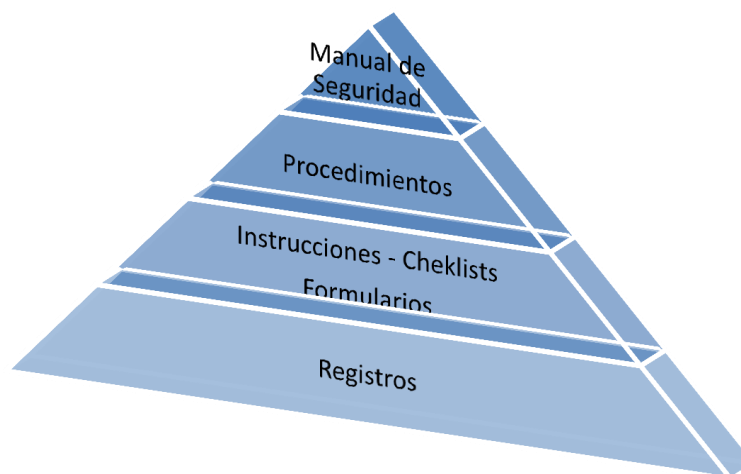 Manual de
Seguridad
Procedimientos
Instrucciones - Cheklists
Formularios
Registros